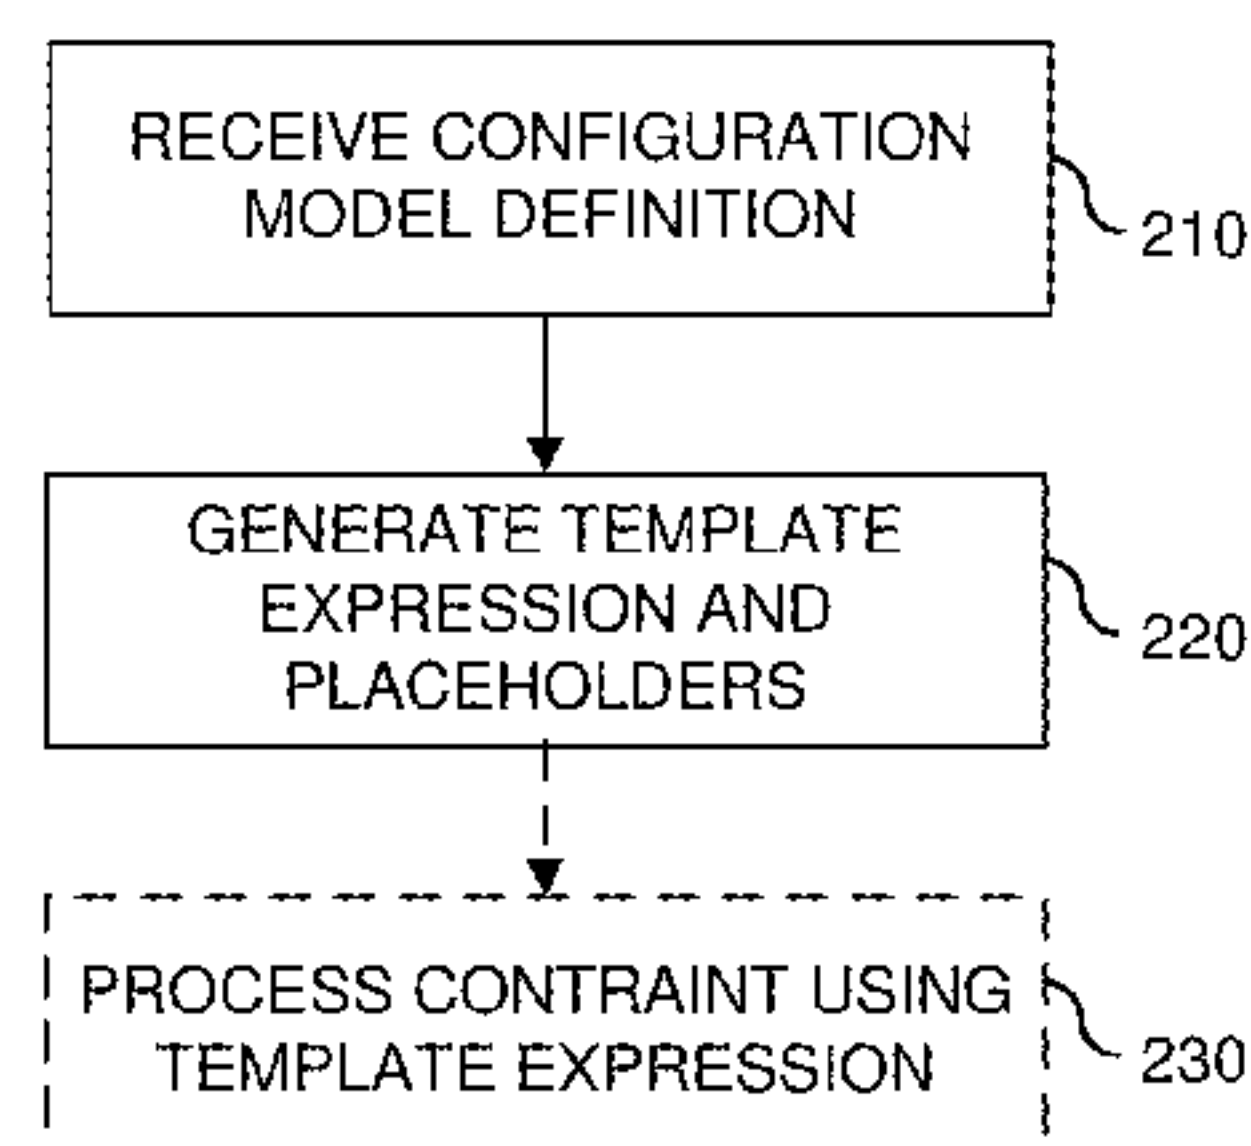 RECEIVE CONFIGURATION
MODEL DEFINITION
210
GENERATE TEMPLATE
EXPRESSION AND
PLACEHOLDERS
220
PROCESS CONTRAINT USING
TEMPLATE EXPRESSION
230